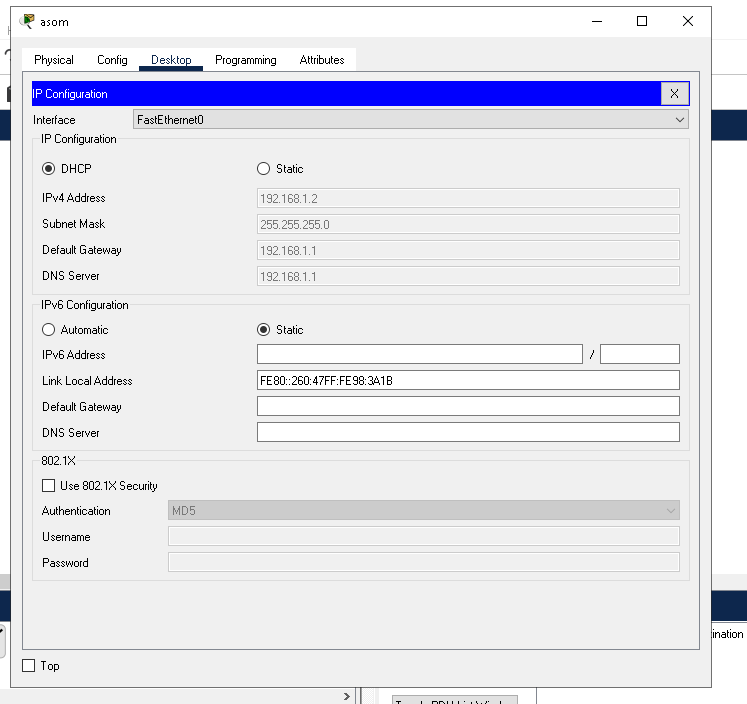 asom
Physical Config Desktop Programming Attributes
IP Configuration X
Interface FastEthernet0
IP Configuration
DHCP Static
IPv4 Address 192.168.1.2
Subnet Mask 255.255.255.0
Default Gateway 192.168.1.1
DNS Server 192.168.1.1
IPv6 Configuration
Automatic Static
IPv6 Address /
Link Local Address FE80::260:47FF:FE98:3A1B
Default Gateway
DNS Server
802.1X
Use 802.1X Security
Authentication MD5
Username
Password
ination
Top